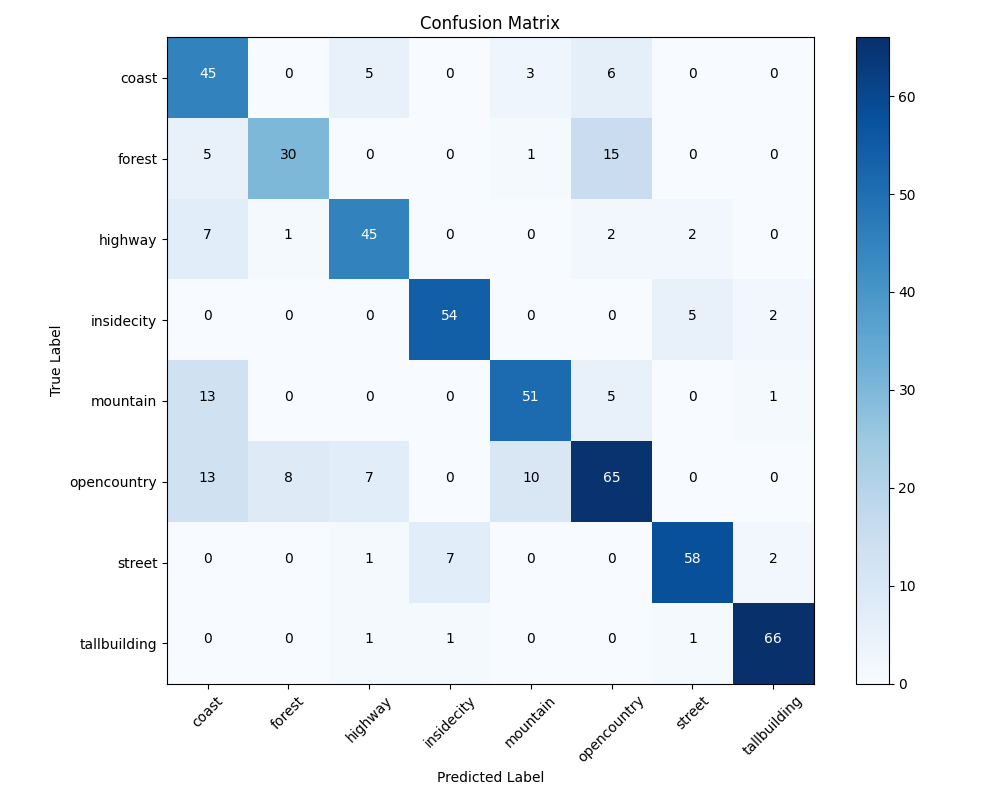 Confusion Matrix
coast 45 0 5 0 3 6 0 0
forest 5 30 0 0 1 15 0 0
highway 7 1 45 0 0 2 2 0
insidecity 0 0 0 54 0 0 5 2
mountain 13 0 0 0 51 5 0 1
opencountry 13 8 7 0 10 65 0 0
street 0 0 1 7 0 0 58 2
tallbuilding 0 0 1 1 0 0 1 66
coast forest highway insidecity mountain opencountry street tallbuilding
Predicted Label
True Label
60
50
40
30
20
10
0